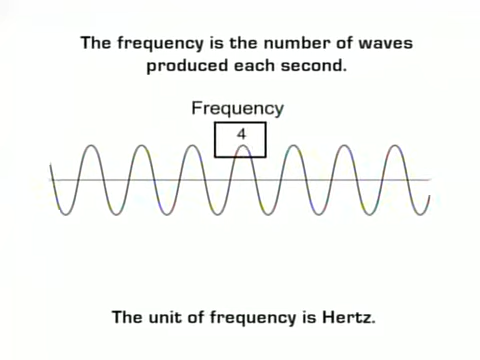 The frequency is the number of waves
produced each second.
Frequency
4
The unit of frequency is Hertz.